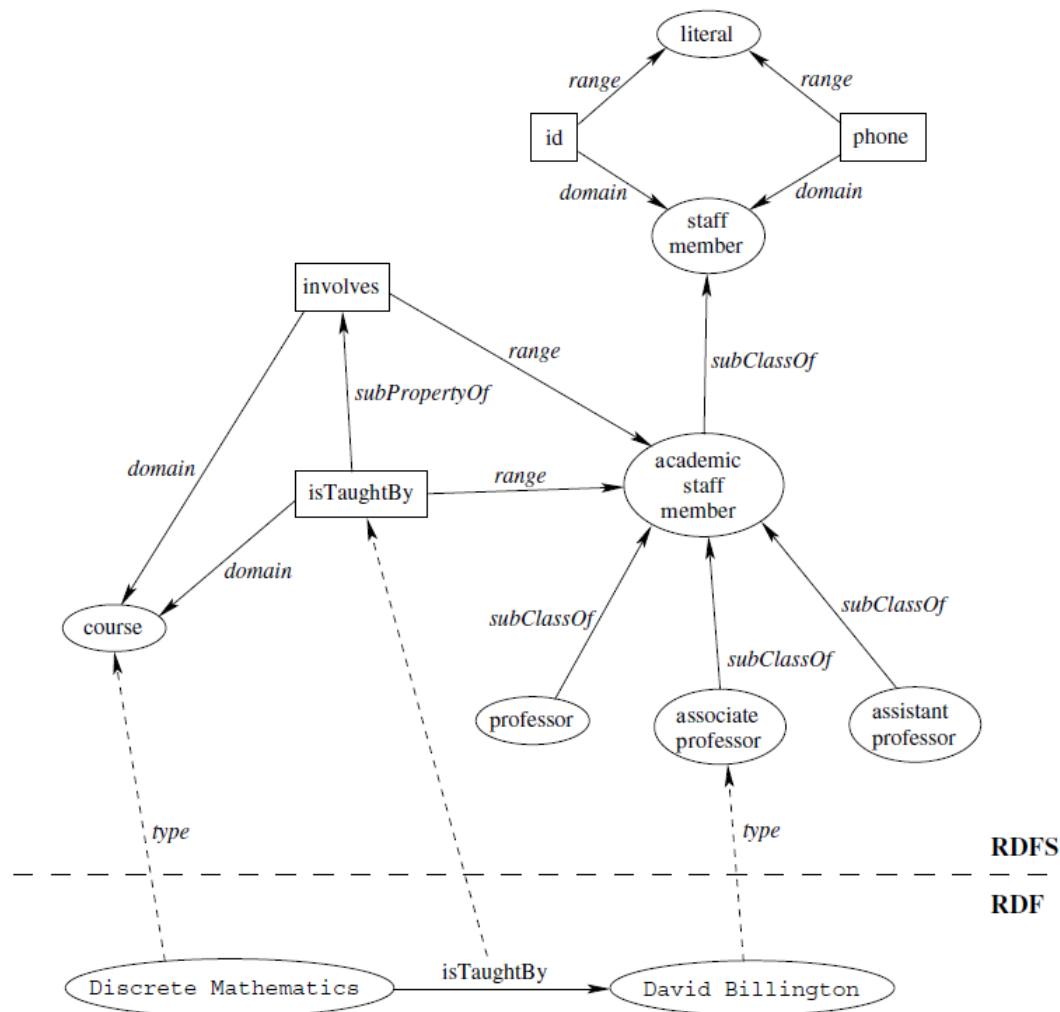 literal
range
range
id
phone
domain
domain
staff
member
involves
range
subClassOf
subPropertyOf
academic
staff
member
domain
range
isTaughtBy
domain
subClassOf
subClassOf
course
subClassOf
professor
associate
professor
assistant
professor
type
type
RDFS
RDF
isTaughtBy
Discrete Mathematics
David Billington